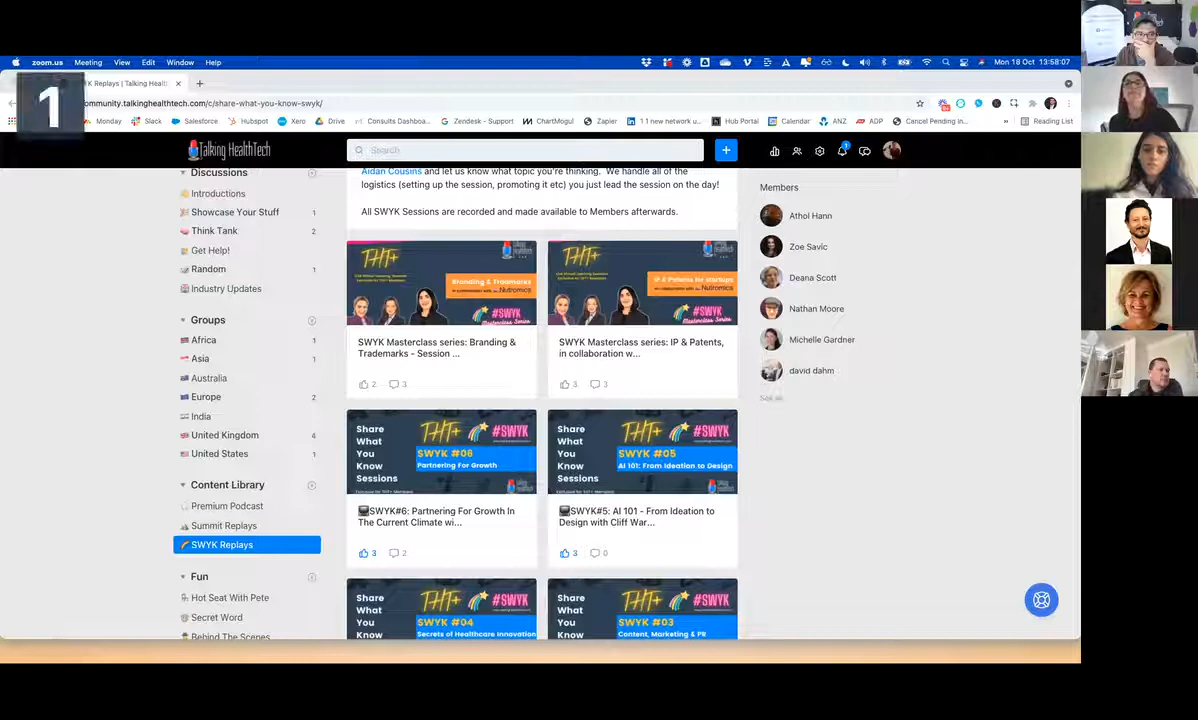 zoom.us Meeting View Edit Window Help
Mon 18 Oct 13:58:07
1
K Replays | Talking Healt
community.talkinghealthtech.com/c/share-what-you-know-swyk/
Monday Slack Salesforce Hubspot Xero Drive Consults Dashboa... Zendesk - Support ChartMogul Zapier 1 1 new network u... Hub Portal Calendar ANZ ADP Cancel Pending In... » Reading List
Talking HealthTech
Search
+
1
Discussions
Introductions
Showcase Your Stuff 1
Think Tank 2
Get Help!
Random 1
Industry Updates
Groups
Africa 1
Asia 1
Australia
Europe 2
India
United Kingdom 4
United States 1
Content Library
Premium Podcast
Summit Replays
SWYK Replays
Fun
Hot Seat With Pete
Secret Word
Behind The Scenes
Aidan Cousins and let us know what topic you're thinking. We handle all of the
logistics (setting up the session, promoting it etc) you just lead the session on the day!
All SWYK Sessions are recorded and made available to Members afterwards.
THT+
Branding & Trademarks
Nutromics
#SWYK
Masterclass Series
SWYK Masterclass series: Branding &
Trademarks - Session ...
2 3
THT+
IP & Patents for startups
Nutromics
#SWYK
Masterclass Series
SWYK Masterclass series: IP & Patents,
in collaboration w...
3 3
Share
What
You
Know
Sessions
THT+ #SWYK
SWYK #06
Partnering For Growth
SWYK#6: Partnering For Growth In
The Current Climate wi...
3 2
Share
What
You
Know
Sessions
THT+ #SWYK
SWYK #05
AI 101: From Ideation to Design
SWYK#5: AI 101 - From Ideation to
Design with Cliff War...
3 0
Share
What
You
Know
THT+ #SWYK
SWYK #04
Secrets of Healthcare Innovation
Share
What
You
Know
THT+ #SWYK
SWYK #03
Content, Marketing & PR
Members
Athol Hann
Zoe Savic
Deana Scott
Nathan Moore
Michelle Gardner
david dahm
See all